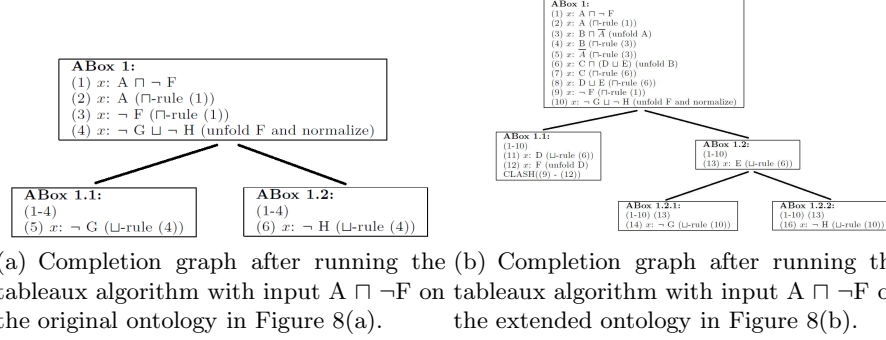 ABox 1:
(1) x: A ⊓ ¬ F
(2) x: A (⊓-rule (1))
(3) x: ¬ F (⊓-rule (1))
(4) x: ¬ G ⊔ ¬ H (unfold F and normalize)
ABox 1.1:
(1-4)
(5) x: ¬ G (⊔-rule (4))
ABox 1.2:
(1-4)
(6) x: ¬ H (⊔-rule (4))
(a) Completion graph after running the
tableaux algorithm with input A ⊓ ¬F on
the original ontology in Figure 8(a).
ABox 1:
(1) x: A ⊓ ¬ F
(2) x: A (⊓-rule (1))
(3) x: B ⊓ A̅ (unfold A)
(4) x: B (⊓-rule (3))
(5) x: A̅ (⊓-rule (3))
(6) x: C ⊓ (D ⊔ E) (unfold B)
(7) x: C (⊓-rule (6))
(8) x: D ⊔ E (⊓-rule (6))
(9) x: ¬ F (⊓-rule (1))
(10) x: ¬ G ⊔ ¬ H (unfold F and normalize)
ABox 1.1:
(1-10)
(11) x: D (⊔-rule (6))
(12) x: F (unfold D)
CLASH((9) - (12))
ABox 1.2:
(1-10)
(13) x: E (⊔-rule (6))
ABox 1.2.1:
(1-10) (13)
(14) x: ¬ G (⊔-rule (10))
ABox 1.2.2:
(1-10) (13)
(16) x: ¬ H (⊔-rule (10))
(b) Completion graph after running th
tableaux algorithm with input A ⊓ ¬F o
the extended ontology in Figure 8(b).